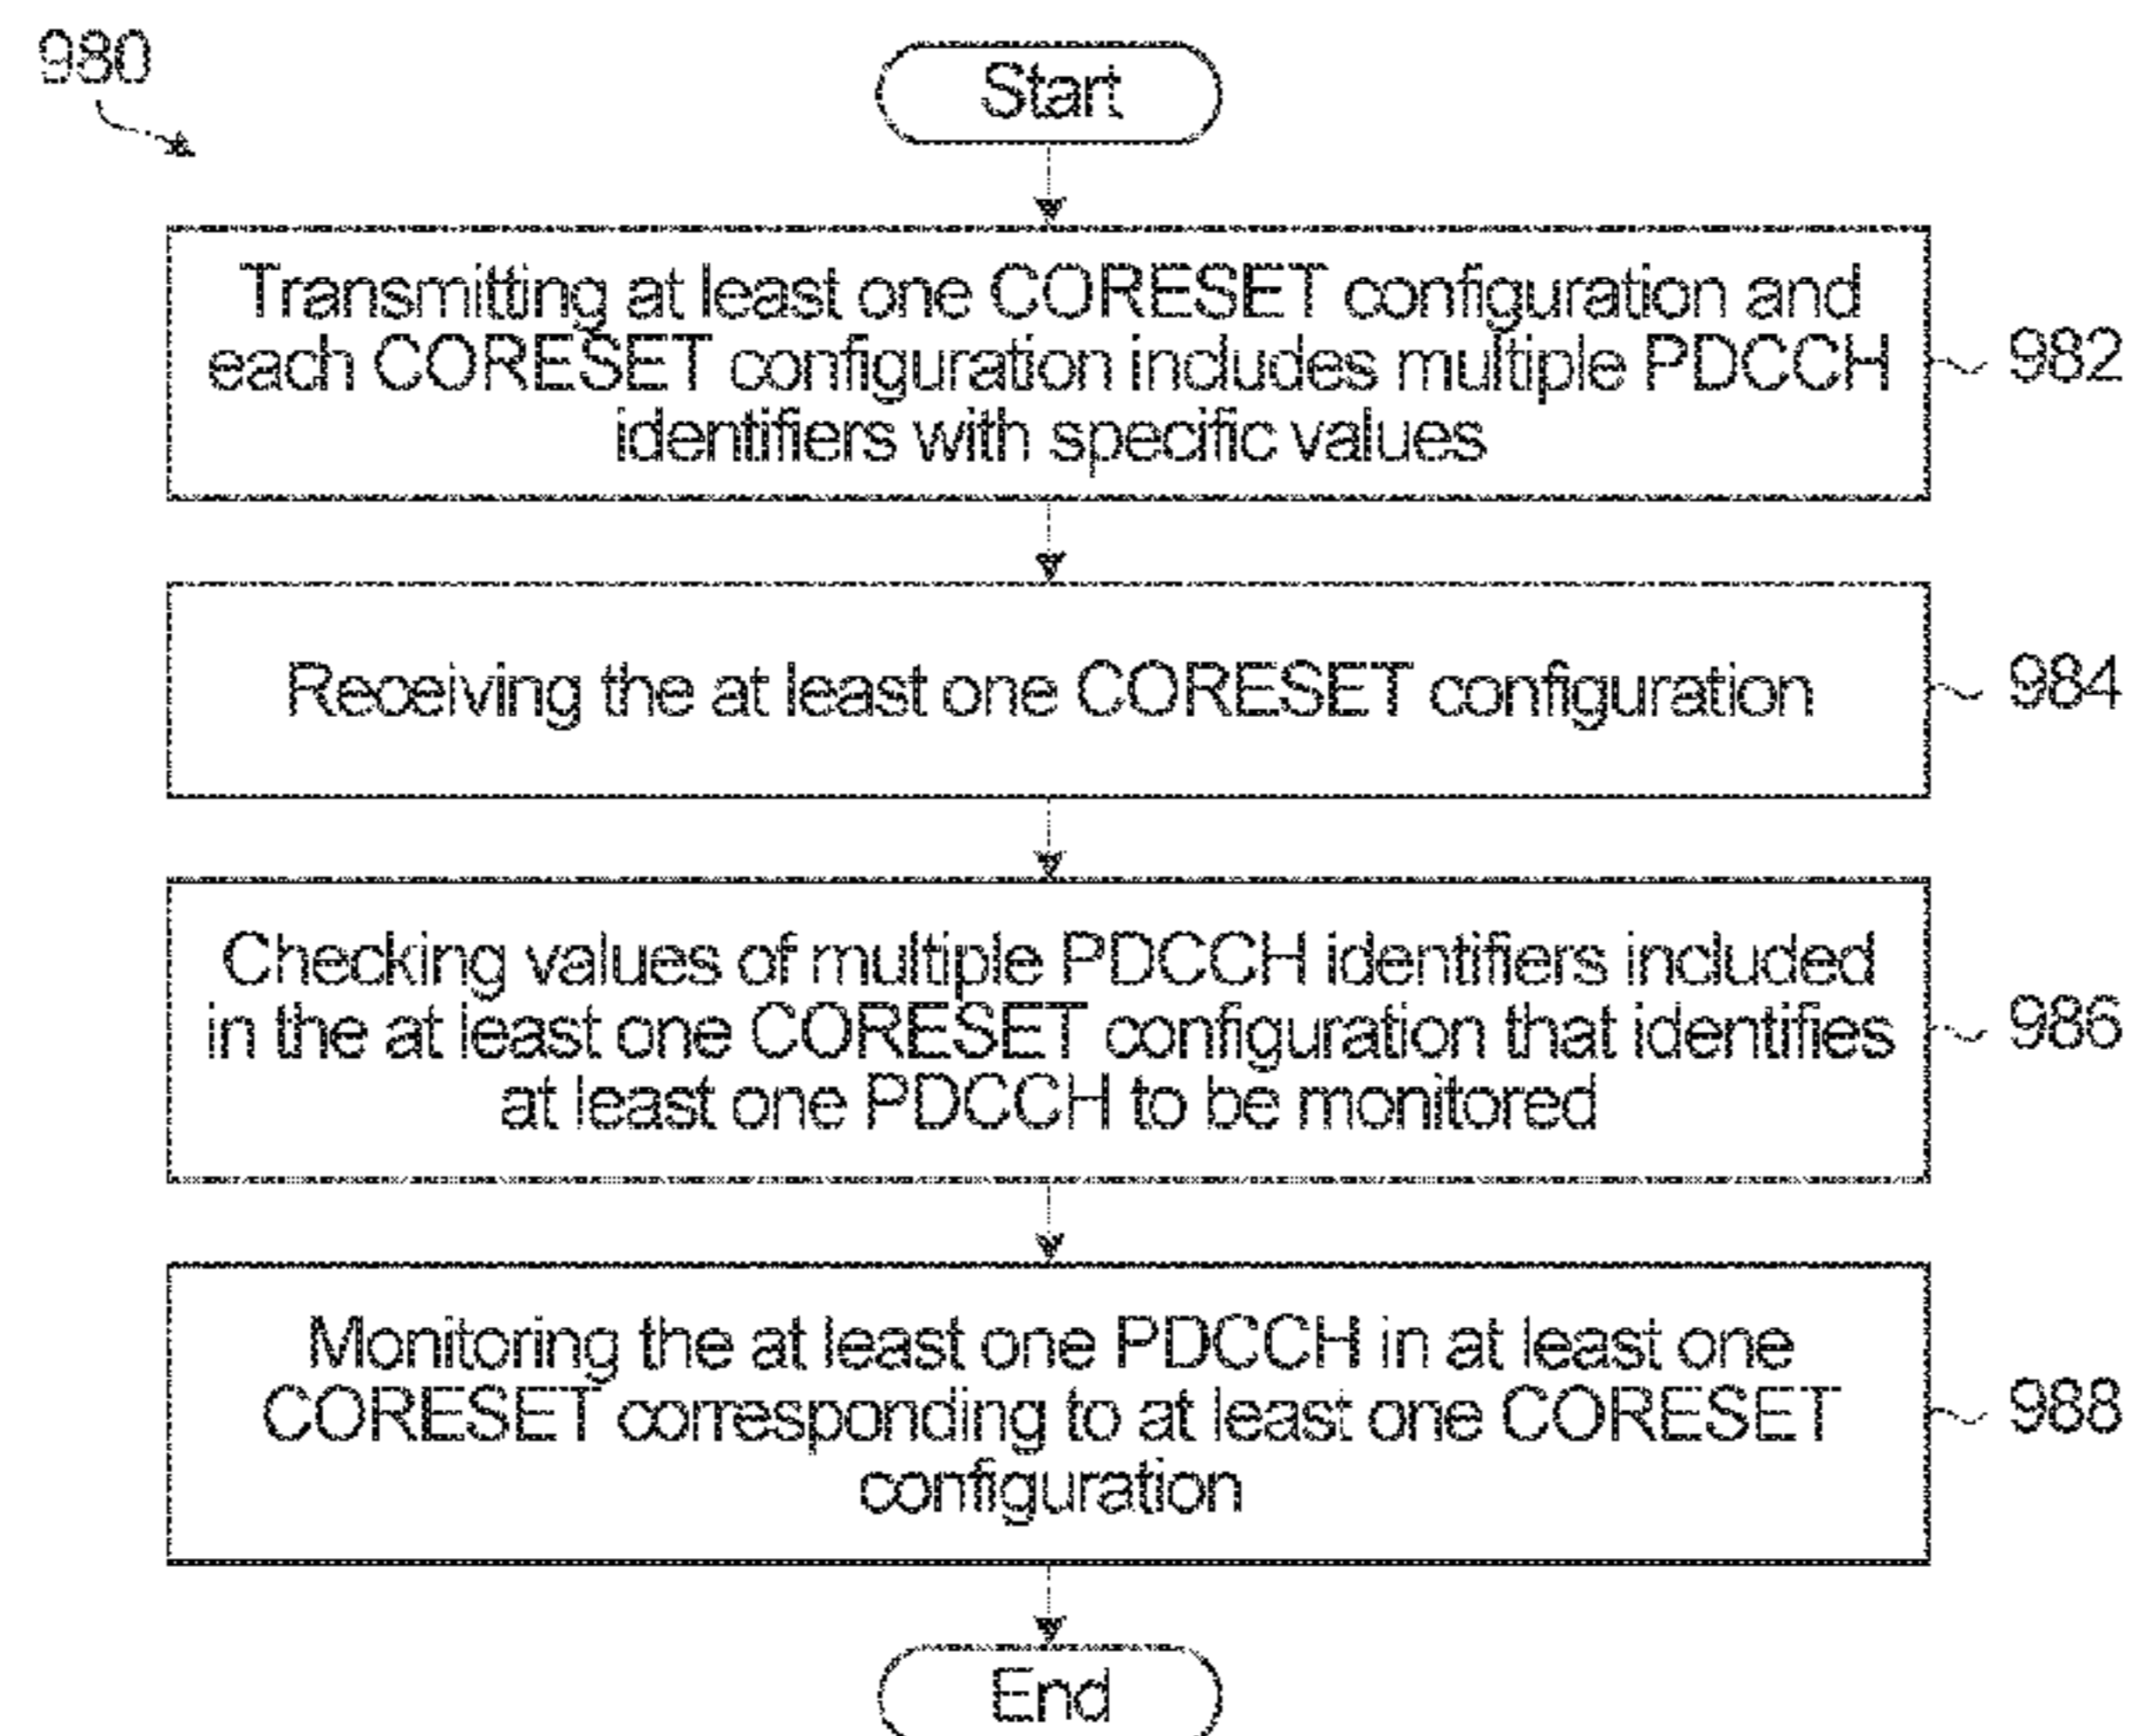 980
Start
Transmitting at least one CORESET configuration and
each CORESET configuration includes multiple PDCCH
identifiers with specific values
982
Receiving the at least one CORESET configuration
984
Checking values of multiple PDCCH identifiers included
in the at least one CORESET configuration that identifies
at least one PDCCH to be monitored
986
Monitoring the at least one PDCCH in at least one
CORESET corresponding to at least one CORESET
configuration
988
End